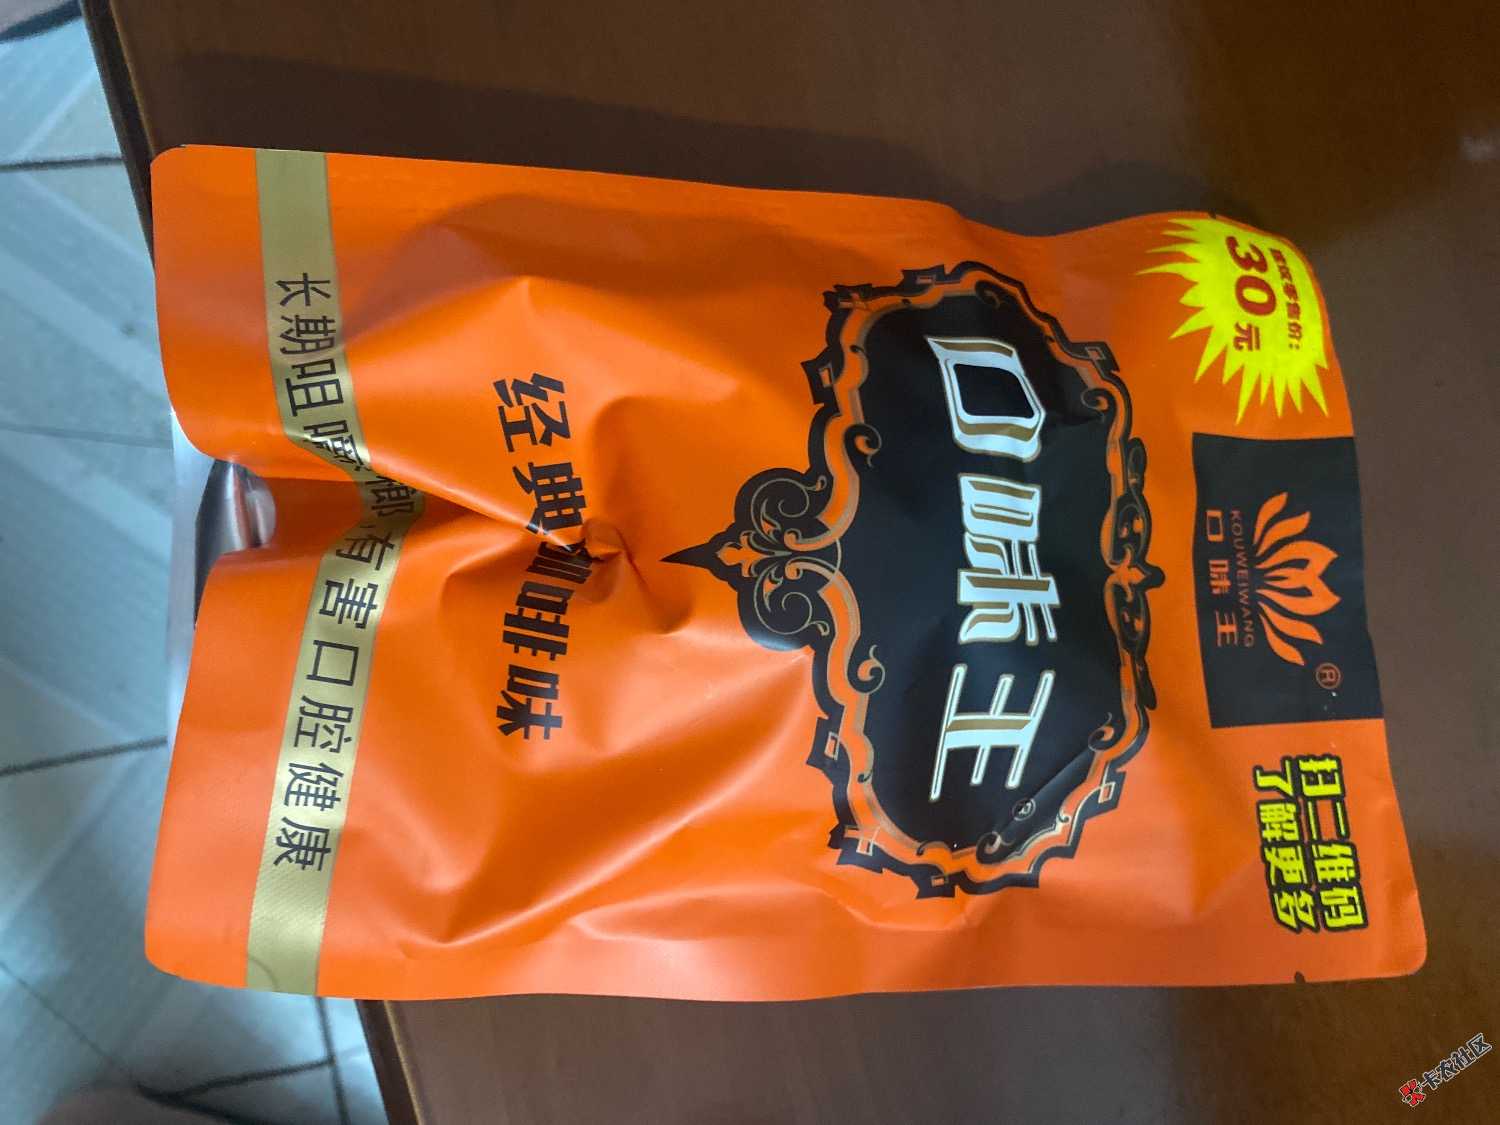 建议零售价:
30元
KOUWEIWANG
口味王
®
扫二维码
了解更多
口味王
®
经典咖啡味
长期咀嚼槟榔,有害口腔健康
卡农社区